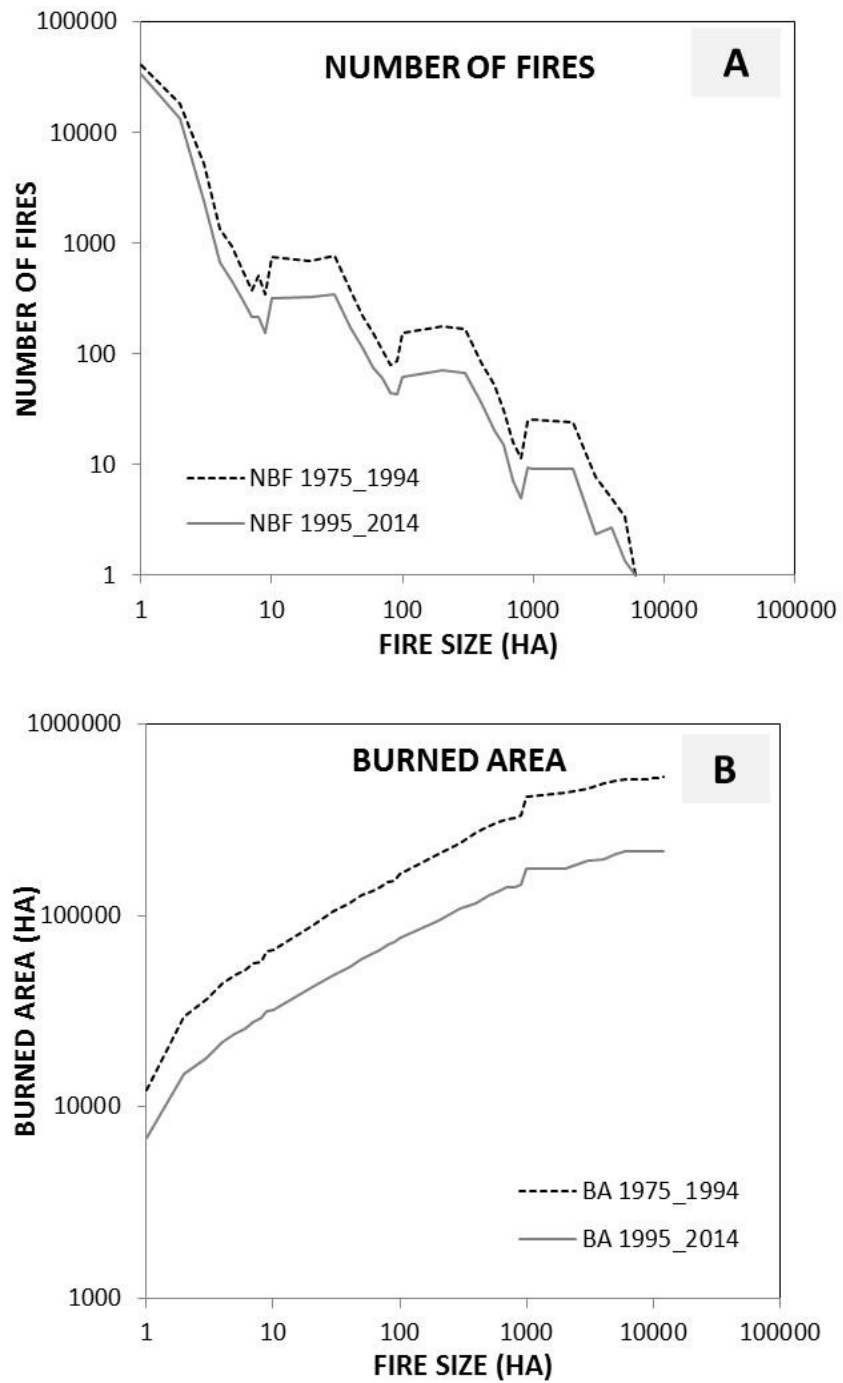 NUMBER OF FIRES
A
100000
10000
1000
100
10
1
NUMBER OF FIRES
NBF 1975_1994
NBF 1995_2014
1 10 100 1000 10000 100000
FIRE SIZE (HA)
BURNED AREA
B
1000000
100000
10000
1000
BURNED AREA (HA)
BA 1975_1994
BA 1995_2014
1 10 100 1000 10000 100000
FIRE SIZE (HA)